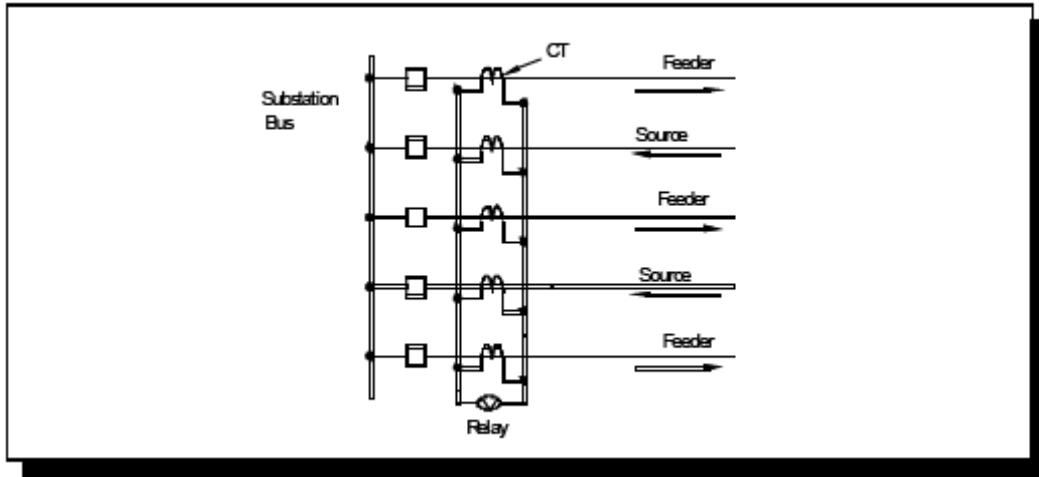 CT
Feeder
Substation
Bus
Source
Feeder
Source
Feeder
Relay